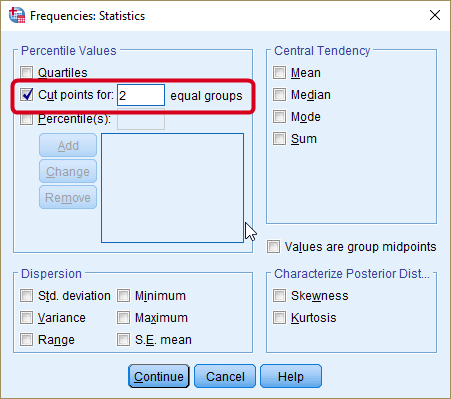 Frequencies: Statistics
Percentile Values
Quartiles
Cut points for: 2 equal groups
Percentile(s):
Add
Change
Remove
Central Tendency
Mean
Median
Mode
Sum
Values are group midpoints
Dispersion
Std. deviation
Minimum
Variance
Maximum
Range
S.E. mean
Characterize Posterior Dist...
Skewness
Kurtosis
Continue
Cancel
Help